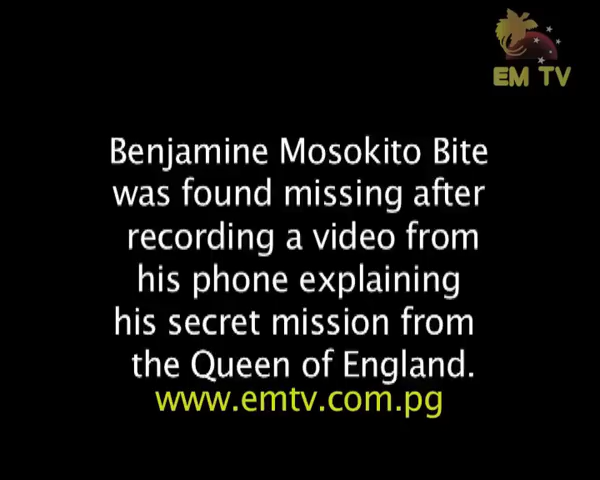 EM TV
Benjamine Mosokito Bite
was found missing after
recording a video from
his phone explaining
his secret mission from
the Queen of England.
www.emtv.com.pg